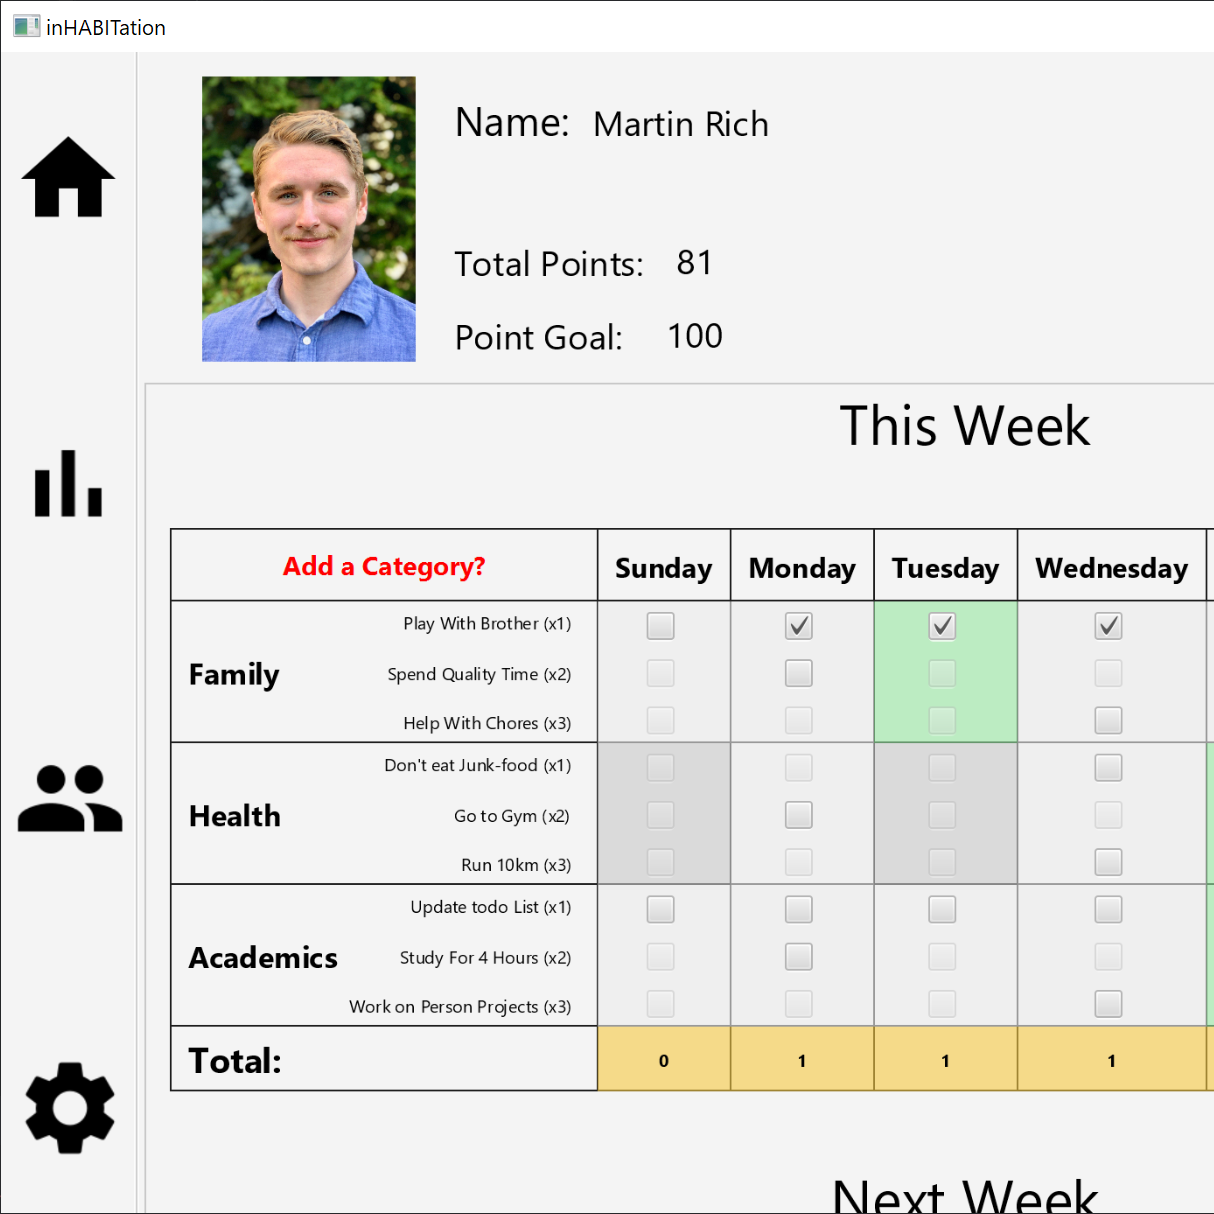 inHABITation
Name: Martin Rich
Total Points: 81
Point Goal: 100
This Week
Add a Category? Sunday Monday Tuesday Wednesday
Family
Play With Brother (x1)
Spend Quality Time (x2)
Help With Chores (x3)
Health
Don't eat Junk-food (x1)
Go to Gym (x2)
Run 10km (x3)
Academics
Update todo List (x1)
Study For 4 Hours (x2)
Work on Person Projects (x3)
Total: 0 1 1 1
Next Week